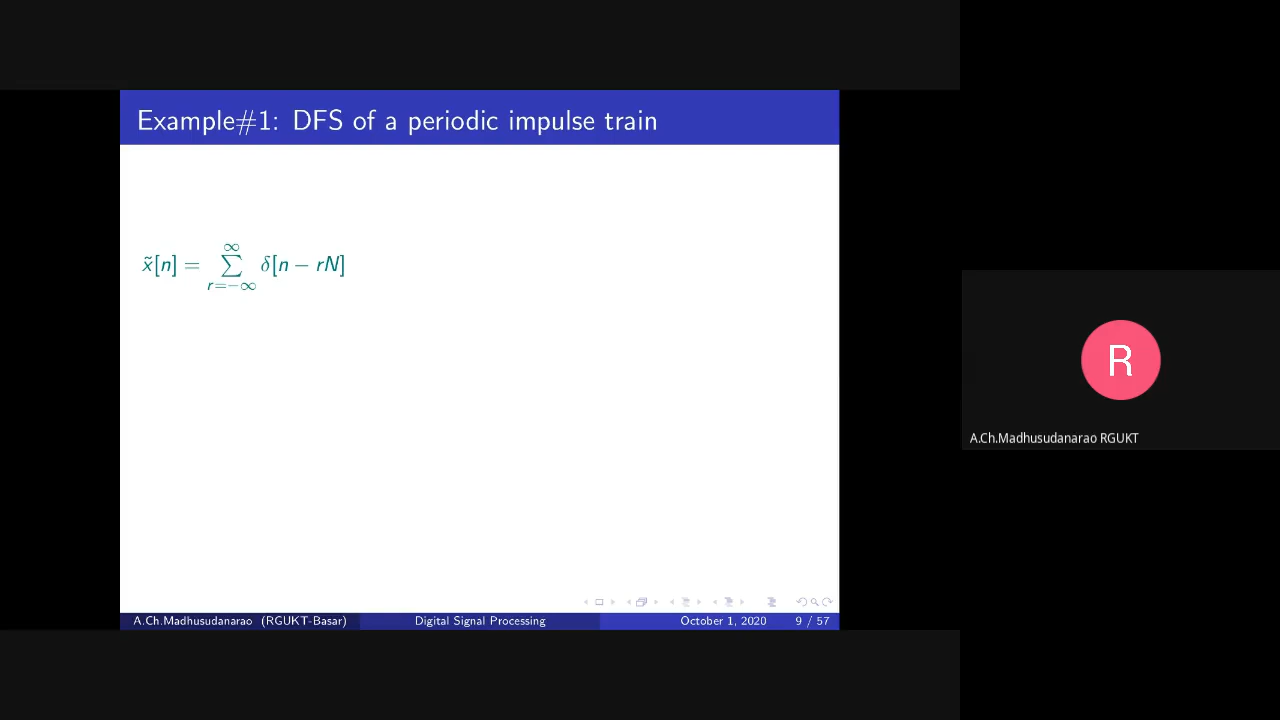 Example#1: DFS of a periodic impulse train
x̃[n] = ∑_{r=−∞}^{∞} δ[n − rN]
R
A.Ch.Madhusudanarao RGUKT
A.Ch.Madhusudanarao (RGUKT-Basar) Digital Signal Processing October 1, 2020 9 / 57